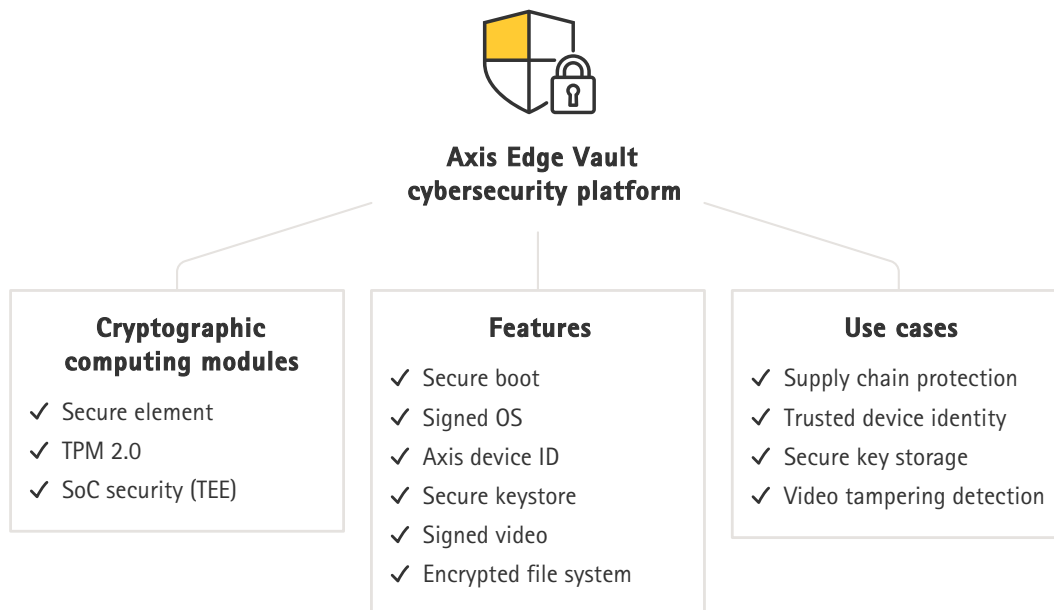 Axis Edge Vault
cybersecurity platform
Cryptographic
computing modules
Secure element
TPM 2.0
SoC security (TEE)
Features
Secure boot
Signed OS
Axis device ID
Secure keystore
Signed video
Encrypted file system
Use cases
Supply chain protection
Trusted device identity
Secure key storage
Video tampering detection